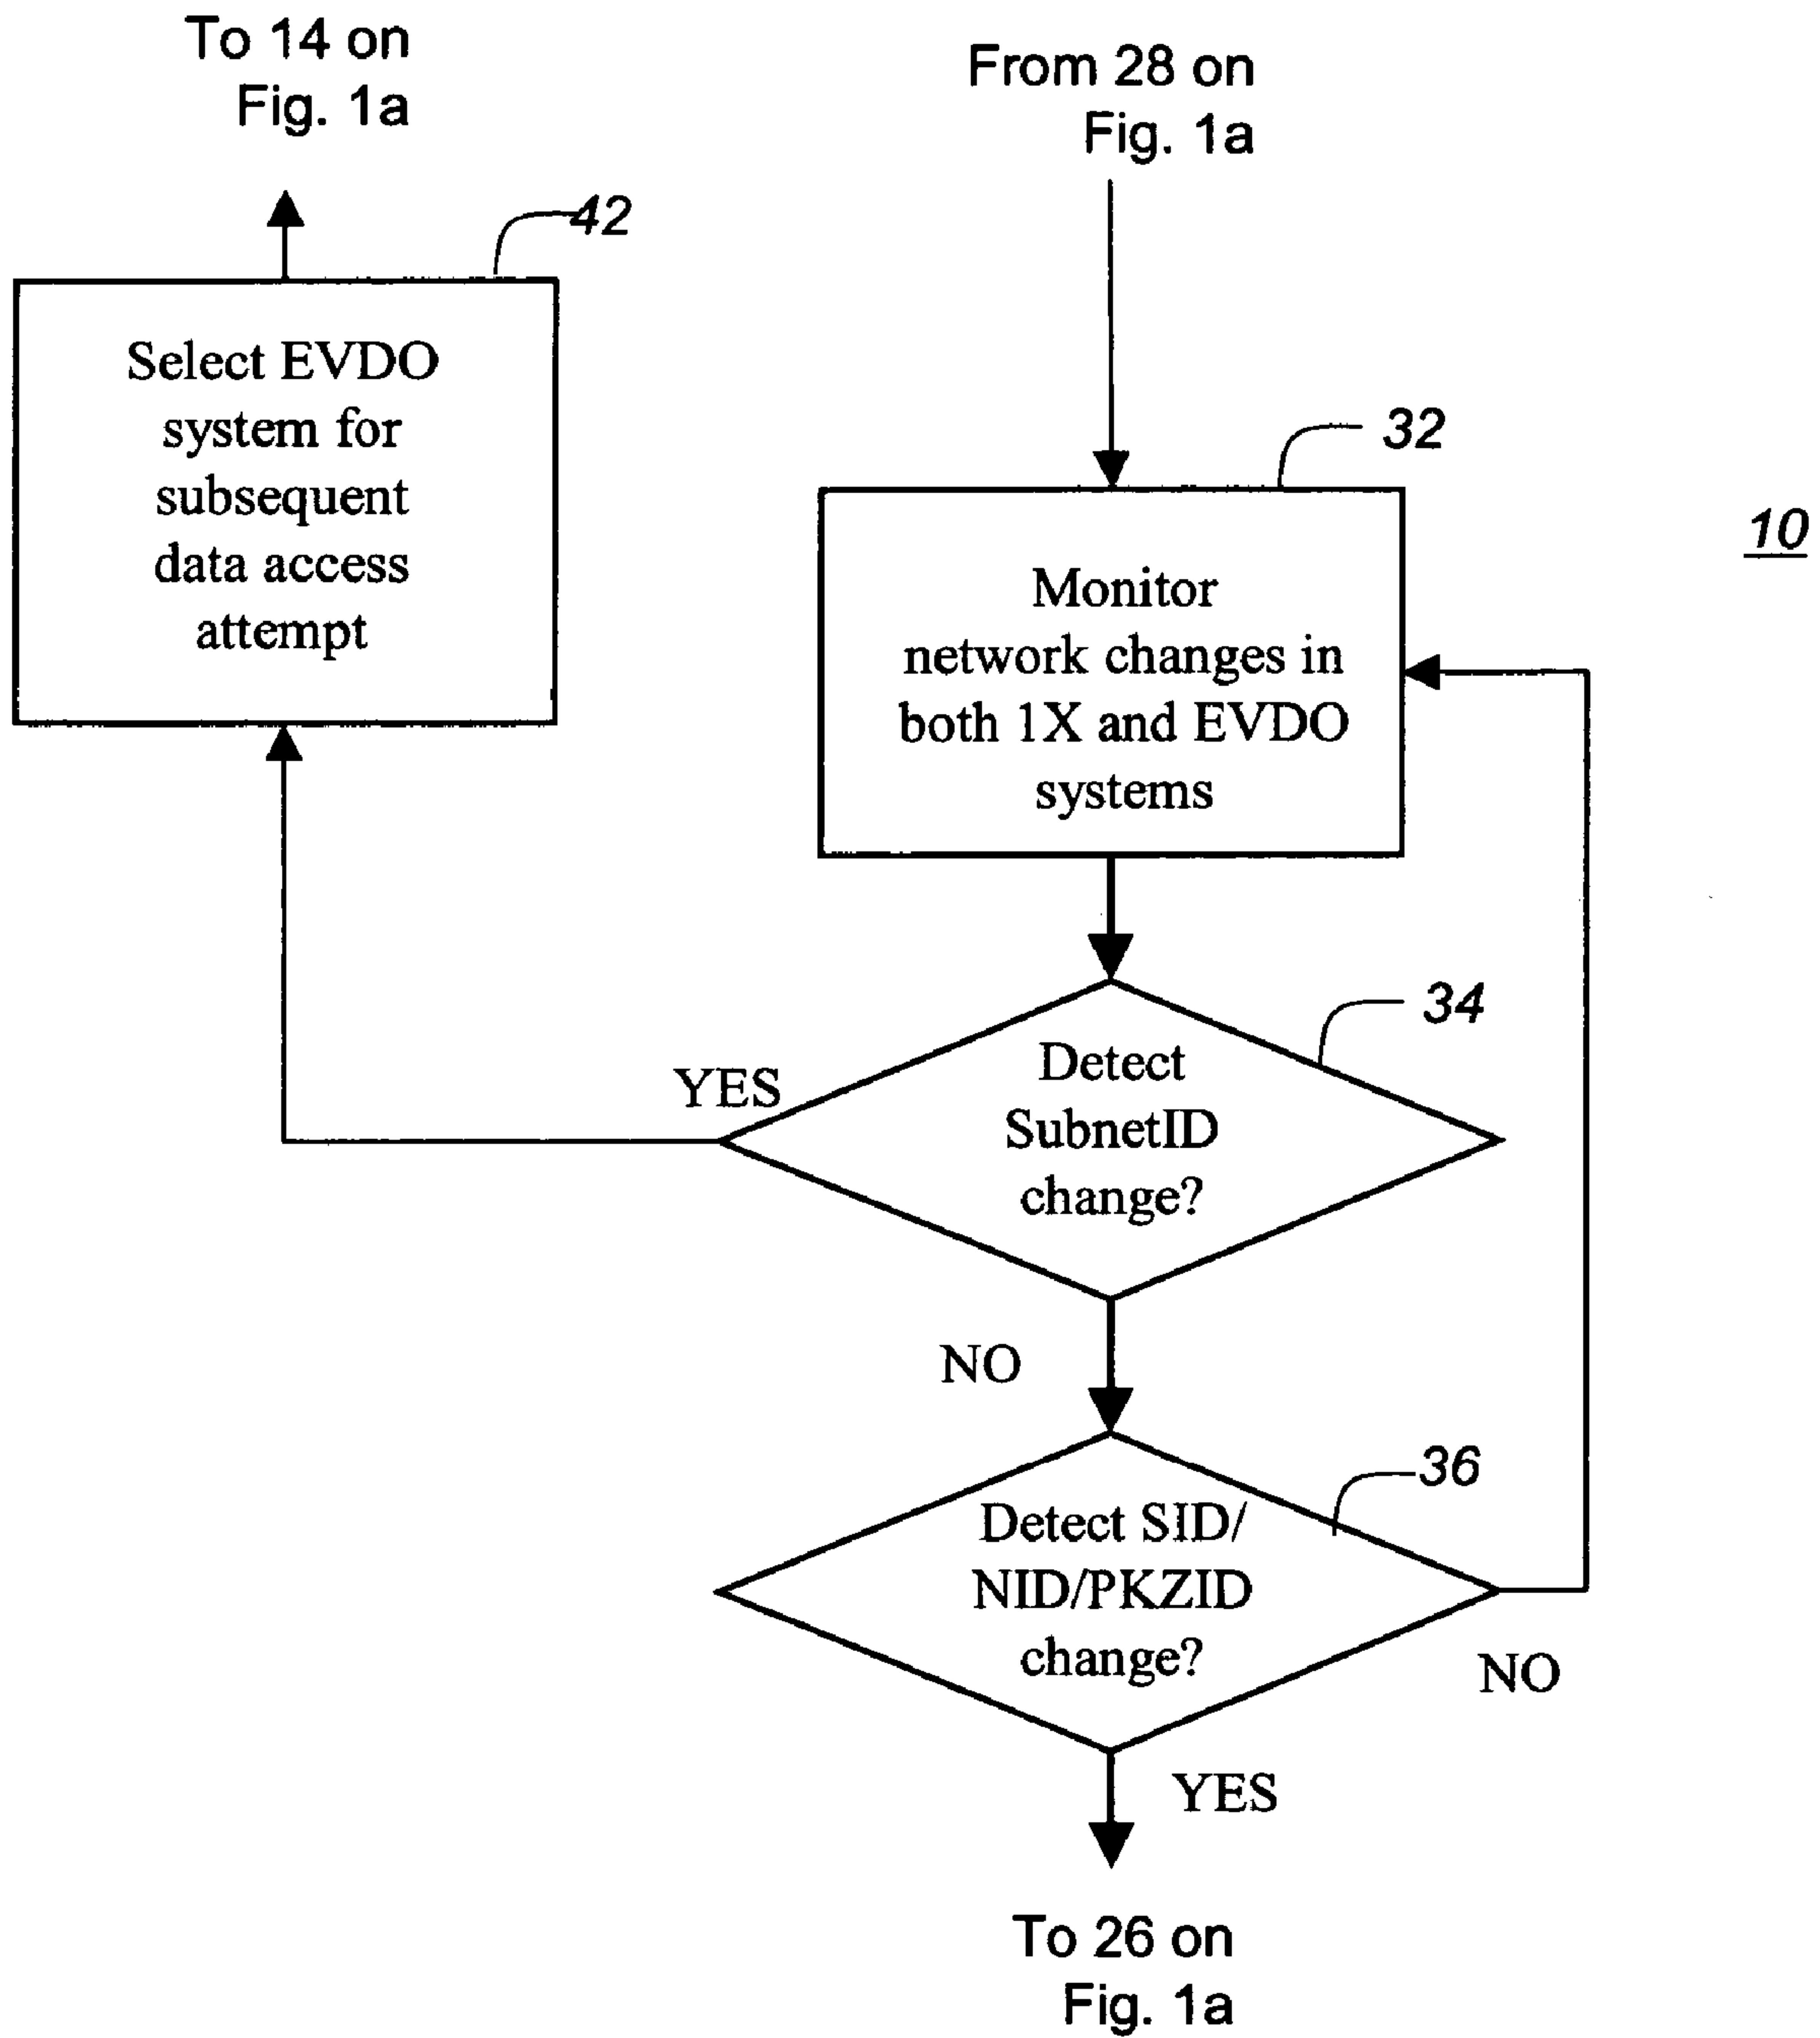 To 14 on
Fig. 1a
From 28 on
Fig. 1a
42
Select EVDO
system for
subsequent
data access
attempt
32
10
Monitor
network changes in
both 1X and EVDO
systems
34
YES
Detect
SubnetID
change?
NO
36
Detect SID/
NID/PKZID
change?
NO
YES
To 26 on
Fig. 1a